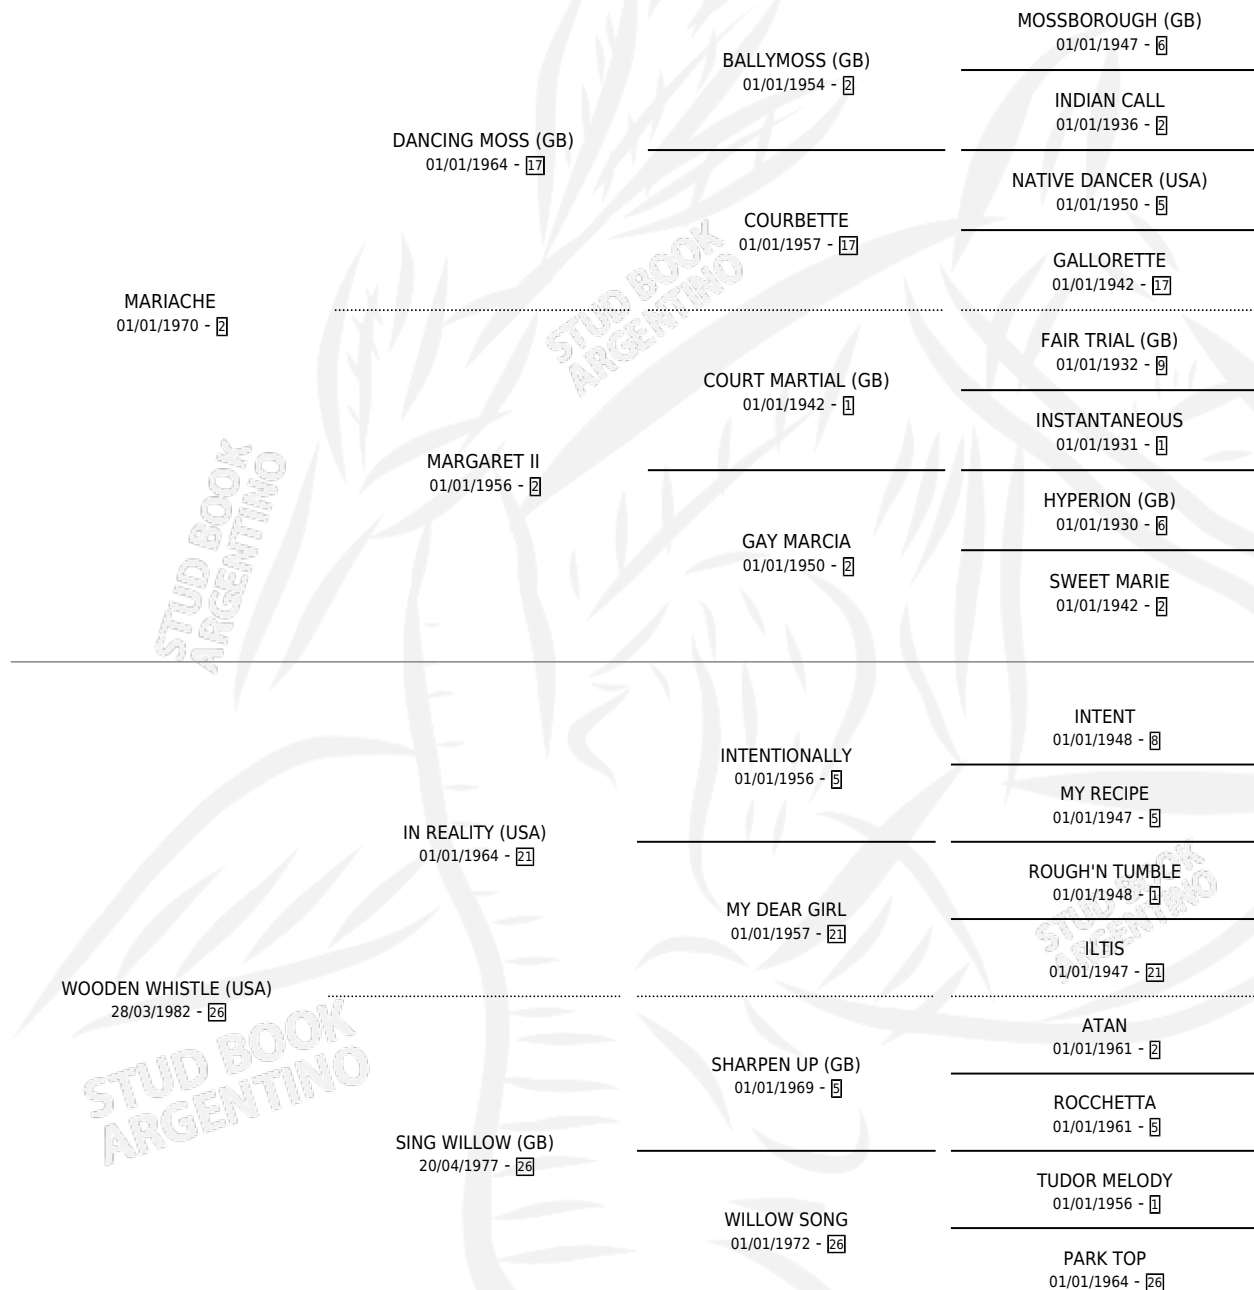 MOSSBOROUGH (GB)
01/01/1947 - 6
BALLYMOSS (GB)
01/01/1954 - 2
INDIAN CALL
01/01/1936 - 2
DANCING MOSS (GB)
01/01/1964 - 17
NATIVE DANCER (USA)
01/01/1950 - 5
COURBETTE
01/01/1957 - 17
GALLORETTE
01/01/1942 - 17
MARIACHE
01/01/1970 - 2
STUD BOOK
ARGENTINO
FAIR TRIAL (GB)
01/01/1932 - 9
COURT MARTIAL (GB)
01/01/1942 - 1
INSTANTANEOUS
01/01/1931 - 1
MARGARET II
01/01/1956 - 2
HYPERION (GB)
01/01/1930 - 6
GAY MARCIA
01/01/1950 - 2
SWEET MARIE
01/01/1942 - 2
STUD BOOK
ARGENTINO
INTENT
01/01/1948 - 8
INTENTIONALLY
01/01/1956 - 5
MY RECIPE
01/01/1947 - 5
IN REALITY (USA)
01/01/1964 - 21
ROUGH'N TUMBLE
01/01/1948 - 1
MY DEAR GIRL
01/01/1957 - 21
ILTIS
01/01/1947 - 21
STUD BOOK
ARGENTINO
WOODEN WHISTLE (USA)
28/03/1982 - 26
ATAN
01/01/1961 - 2
SHARPEN UP (GB)
01/01/1969 - 5
ROCCHETTA
01/01/1961 - 5
STUD BOOK
ARGENTINO
SING WILLOW (GB)
20/04/1977 - 26
TUDOR MELODY
01/01/1956 - 1
WILLOW SONG
01/01/1972 - 26
PARK TOP
01/01/1964 - 26